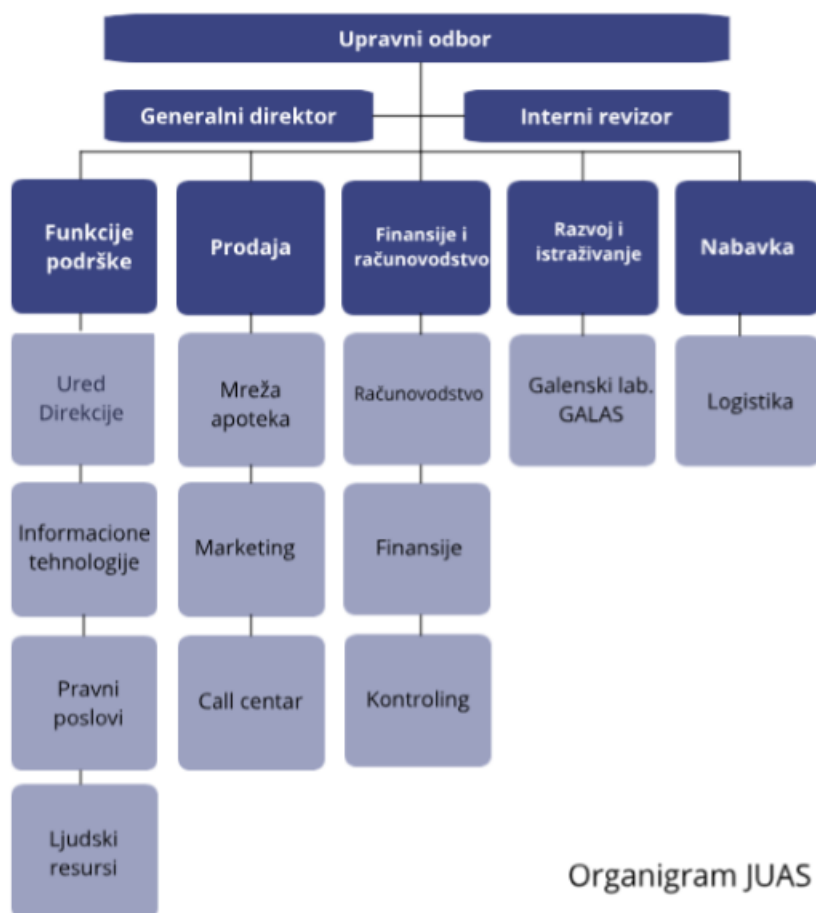 Upravni odbor
Generalni direktor
Interni revizor
Funkcije
podrške
Prodaja
Finansije i
računovodstvo
Razvoj i
istraživanje
Nabavka
Ured
Direkcije
Mreža
apoteka
Računovodstvo
Galenski lab.
GALAS
Logistika
Informacione
tehnologije
Marketing
Finansije
Pravni
poslovi
Call centar
Kontroling
Ljudski
resursi
Organigram JUAS